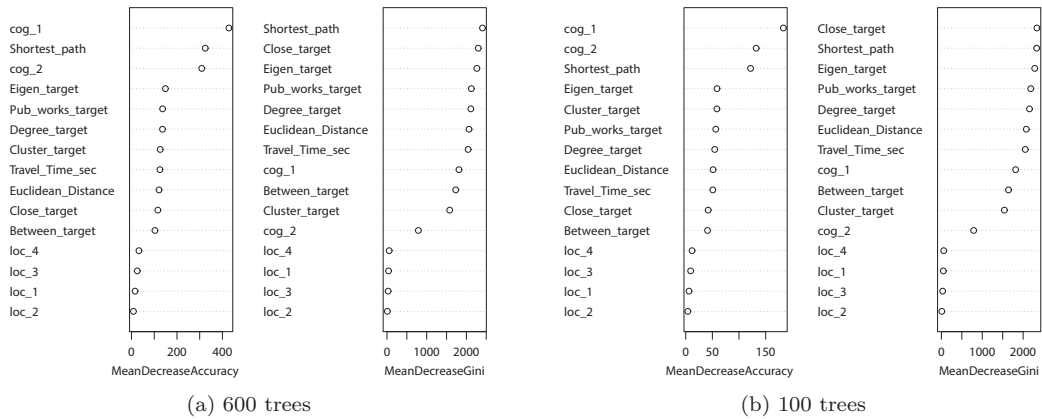 cog_1
Shortest_path
cog_2
Eigen_target
Pub_works_target
Degree_target
Cluster_target
Travel_Time_sec
Euclidean_Distance
Close_target
Between_target
loc_4
loc_3
loc_1
loc_2
0 200 400
MeanDecreaseAccuracy
Shortest_path
Close_target
Eigen_target
Pub_works_target
Degree_target
Euclidean_Distance
Travel_Time_sec
cog_1
Between_target
Cluster_target
cog_2
loc_4
loc_1
loc_3
loc_2
0 1000 2000
MeanDecreaseGini
(a) 600 trees
cog_1
cog_2
Shortest_path
Eigen_target
Cluster_target
Pub_works_target
Degree_target
Euclidean_Distance
Travel_Time_sec
Close_target
Between_target
loc_4
loc_3
loc_1
loc_2
0 50 150
MeanDecreaseAccuracy
Close_target
Shortest_path
Eigen_target
Pub_works_target
Degree_target
Euclidean_Distance
Travel_Time_sec
cog_1
Between_target
Cluster_target
cog_2
loc_4
loc_1
loc_3
loc_2
0 1000 2000
MeanDecreaseGini
(b) 100 trees